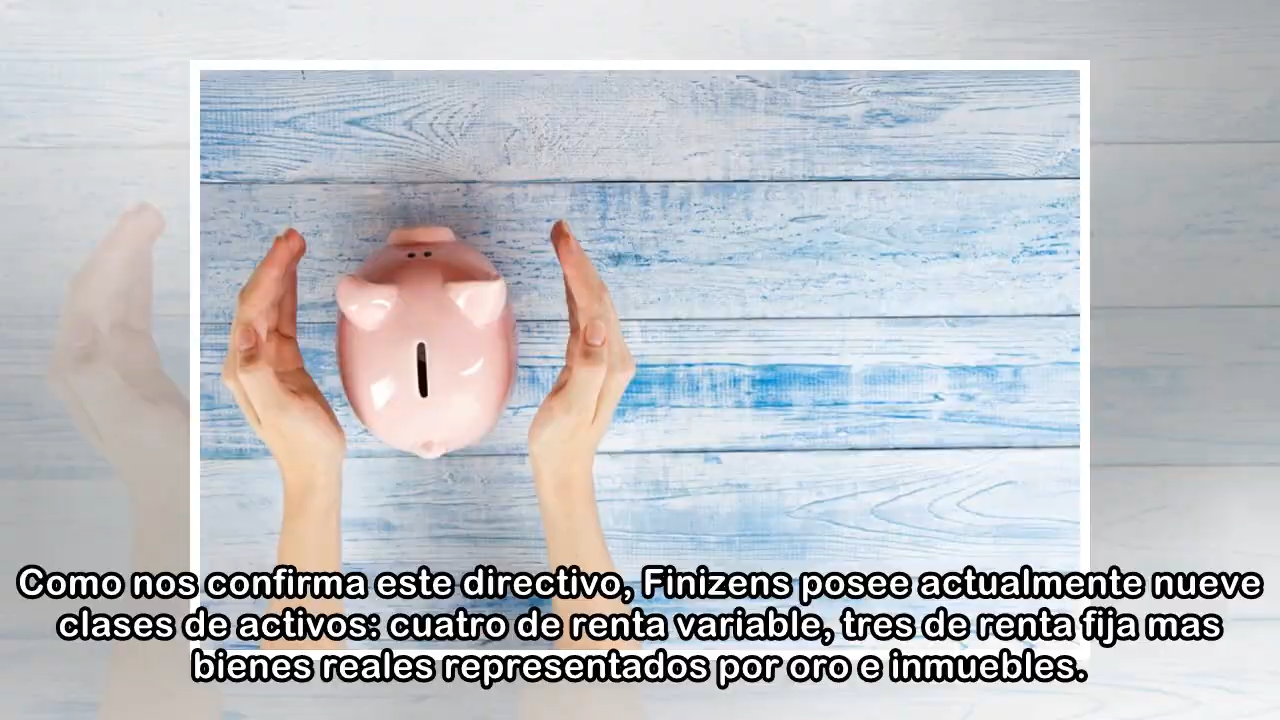 Como nos confirma este directivo, Finizens posee actualmente nueve
clases de activos: cuatro de renta variable, tres de renta fija mas
bienes reales representados por oro e inmuebles.